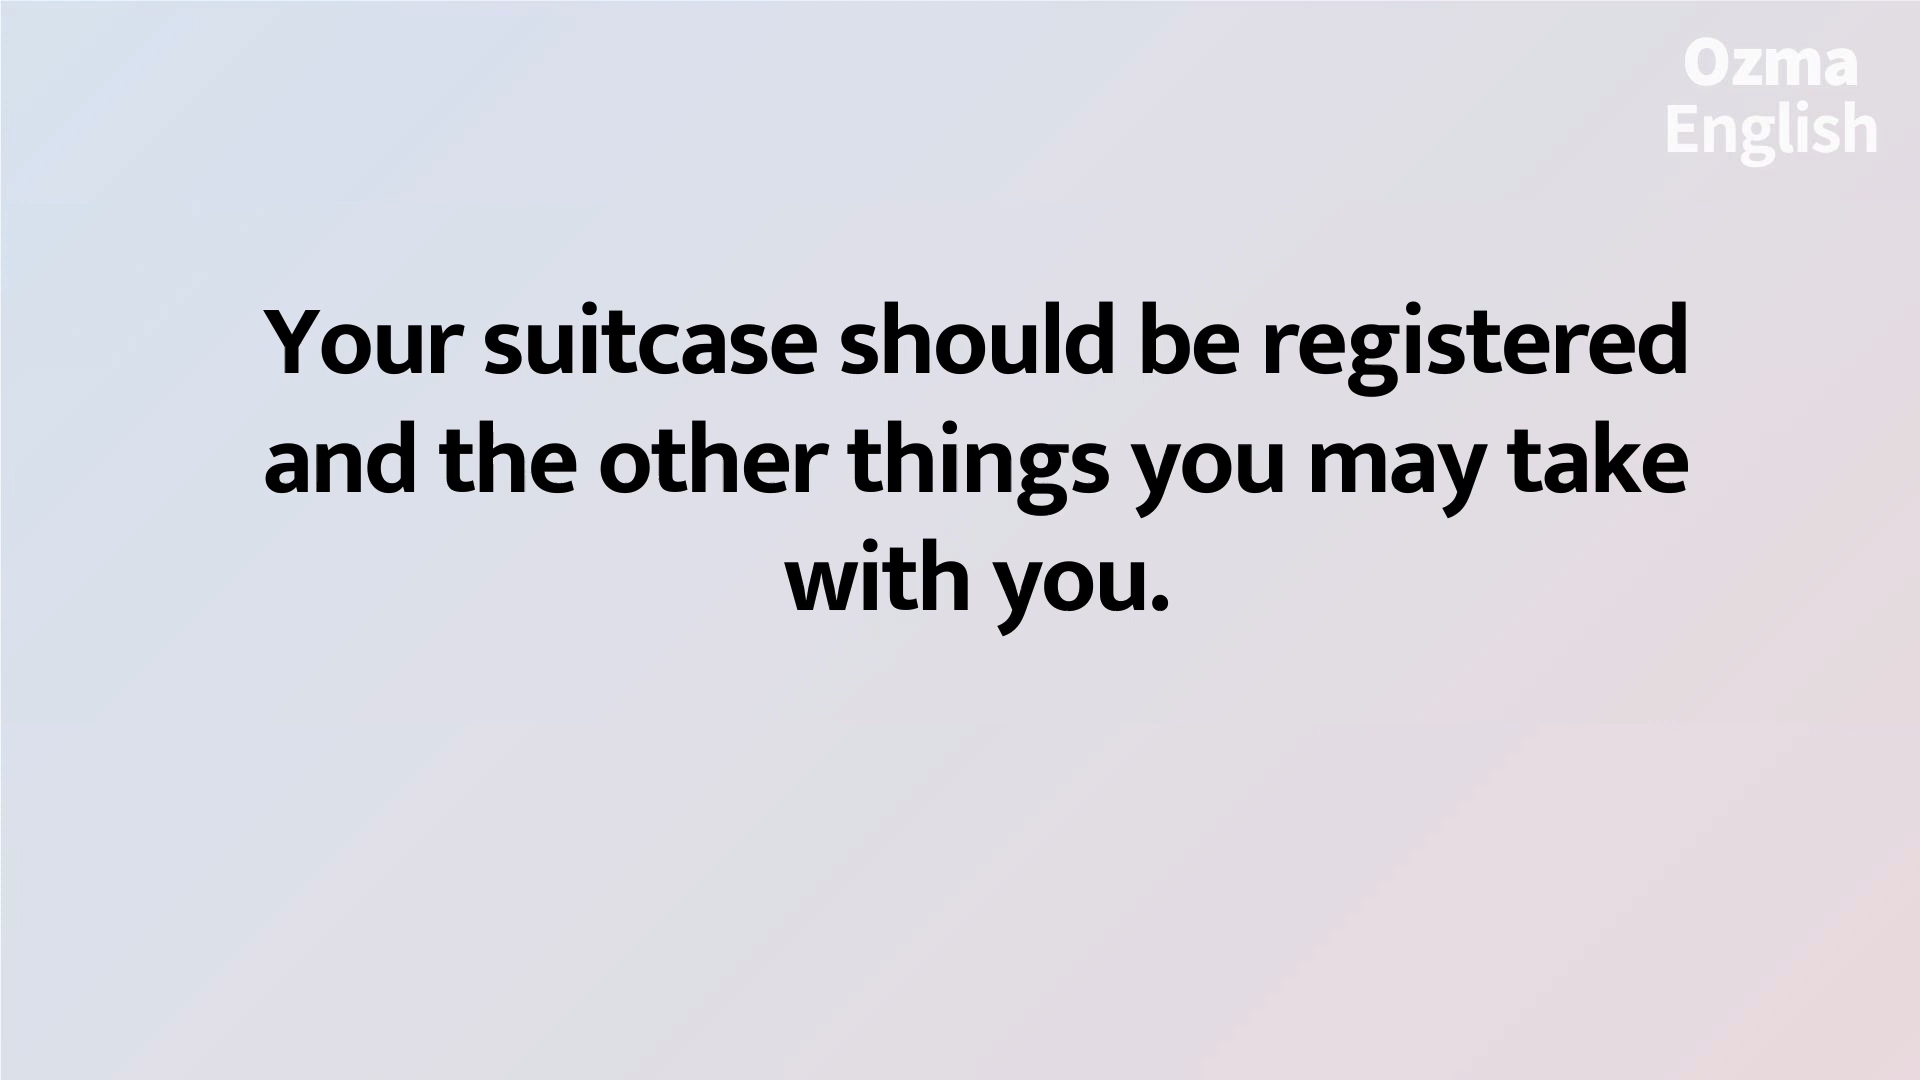 Ozma
English
Your suitcase should be registered
and the other things you may take
with you.